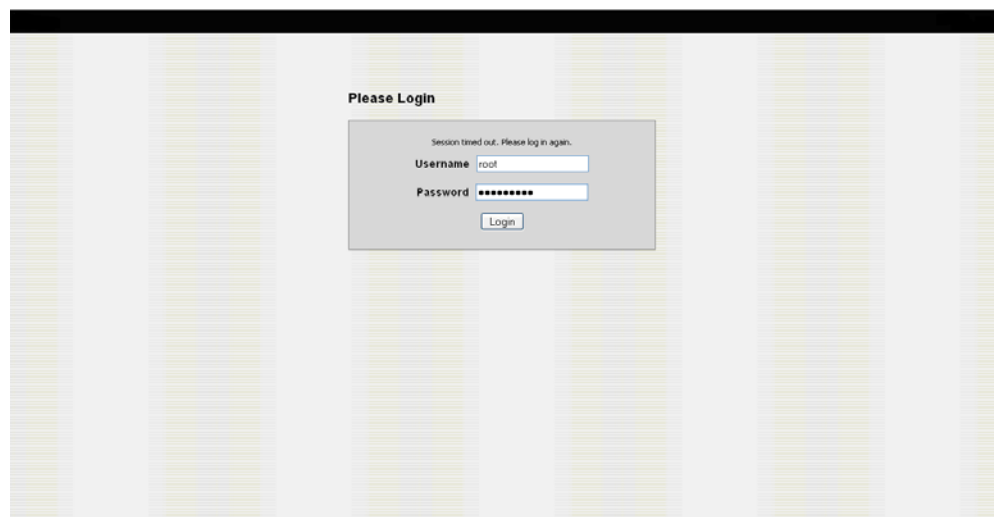 Please Login
Session timed out. Please log in again.
Username root
Password •••••••••
Login